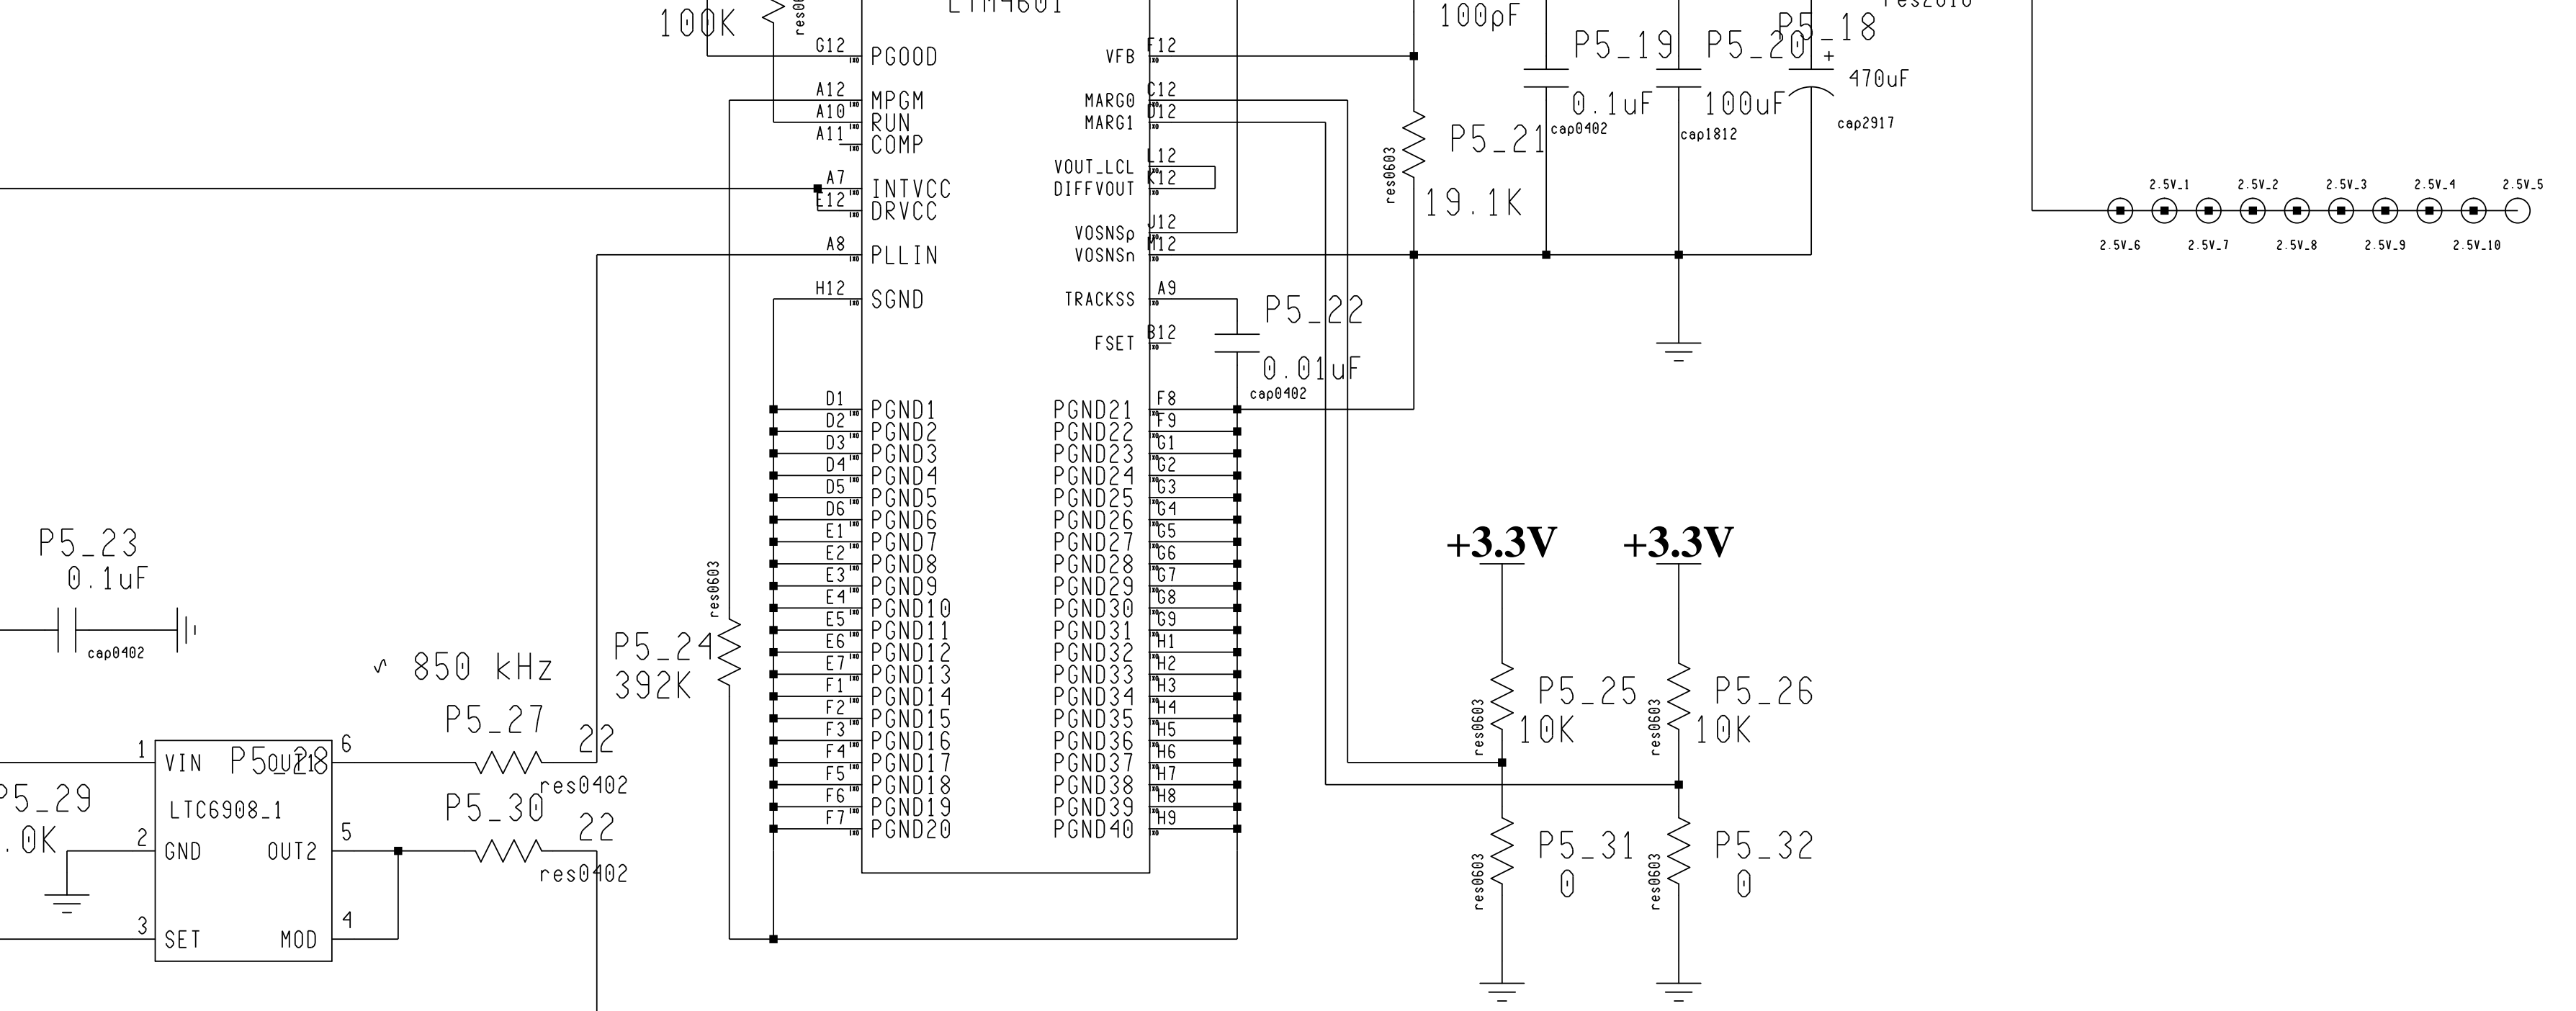 100K
100pF
P5_18
P5_19
P5_20
+
470uF
0.1uF
100uF
cap0402
cap1812
cap2917
G12 PGOOD
A12 MPGM
A10 RUN
A11 COMP
A7 INTVCC
E12 DRVCC
A8 PLLIN
H12 SGND
VFB F12
MARG0 C12
MARG1 D12
VOUT_LCL L12
DIFFVOUT K12
VOSNSp J12
VOSNSn M12
TRACKSS A9
FSET B12
P5_21
19.1K
res0603
P5_22
0.01uF
cap0402
2.5V_1 2.5V_2 2.5V_3 2.5V_4 2.5V_5
2.5V_6 2.5V_7 2.5V_8 2.5V_9 2.5V_10
D1 PGND1 PGND21 F8
D2 PGND2 PGND22 F9
D3 PGND3 PGND23 G1
D4 PGND4 PGND24 G2
D5 PGND5 PGND25 G3
D6 PGND6 PGND26 G4
E1 PGND7 PGND27 G5
E2 PGND8 PGND28 G6
E3 PGND9 PGND29 G7
E4 PGND10 PGND30 G8
E5 PGND11 PGND31 G9
E6 PGND12 PGND32 H1
E7 PGND13 PGND33 H2
F1 PGND14 PGND34 H3
F2 PGND15 PGND35 H4
F3 PGND16 PGND36 H5
F4 PGND17 PGND37 H6
F5 PGND18 PGND38 H7
F6 PGND19 PGND39 H8
F7 PGND20 PGND40 H9
P5_23
0.1uF
cap0402
res0603
P5_24
392K
~ 850 kHz
P5_27
22
res0402
P5_30
22
res0402
P5_28
LTC6908_1
1 VIN OUT1 6
2 GND OUT2 5
3 SET MOD 4
P5_29
.0K
+3.3V +3.3V
P5_25
10K
res0603
P5_26
10K
res0603
P5_31
0
res0603
P5_32
0
res0603